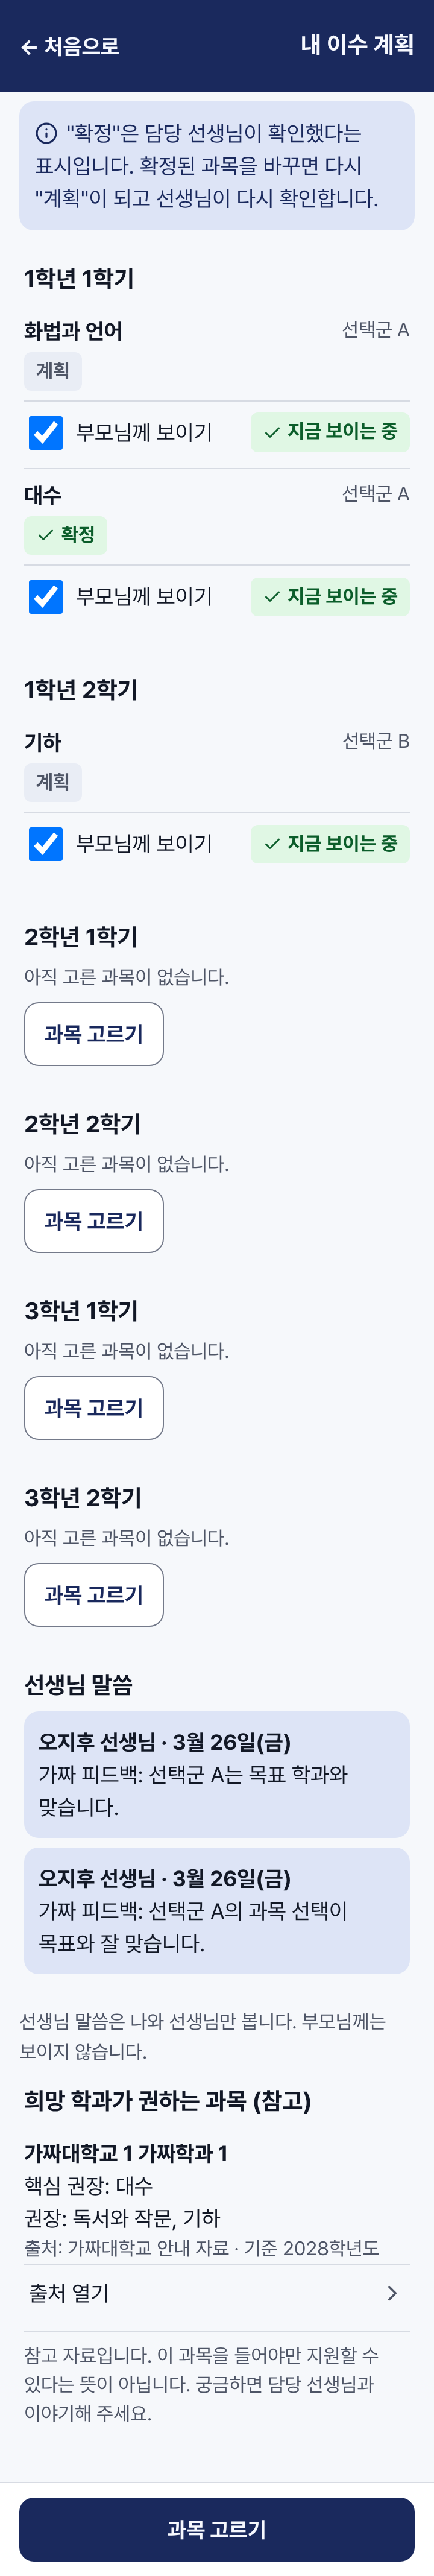 ← 처음으로
내 이수 계획
"확정"은 담당 선생님이 확인했다는
표시입니다. 확정된 과목을 바꾸면 다시
"계획"이 되고 선생님이 다시 확인합니다.
1학년 1학기
화법과 언어
선택군 A
계획
부모님께 보이기
지금 보이는 중
대수
선택군 A
확정
부모님께 보이기
지금 보이는 중
1학년 2학기
기하
선택군 B
계획
부모님께 보이기
지금 보이는 중
2학년 1학기
아직 고른 과목이 없습니다.
과목 고르기
2학년 2학기
아직 고른 과목이 없습니다.
과목 고르기
3학년 1학기
아직 고른 과목이 없습니다.
과목 고르기
3학년 2학기
아직 고른 과목이 없습니다.
과목 고르기
선생님 말씀
오지후 선생님 · 3월 26일(금)
가짜 피드백: 선택군 A는 목표 학과와
맞습니다.
오지후 선생님 · 3월 26일(금)
가짜 피드백: 선택군 A의 과목 선택이
목표와 잘 맞습니다.
선생님 말씀은 나와 선생님만 봅니다. 부모님께는
보이지 않습니다.
희망 학과가 권하는 과목 (참고)
가짜대학교 1 가짜학과 1
핵심 권장: 대수
권장: 독서와 작문, 기하
출처: 가짜대학교 안내 자료 · 기준 2028학년도
출처 열기
참고 자료입니다. 이 과목을 들어야만 지원할 수
있다는 뜻이 아닙니다. 궁금하면 담당 선생님과
이야기해 주세요.
과목 고르기